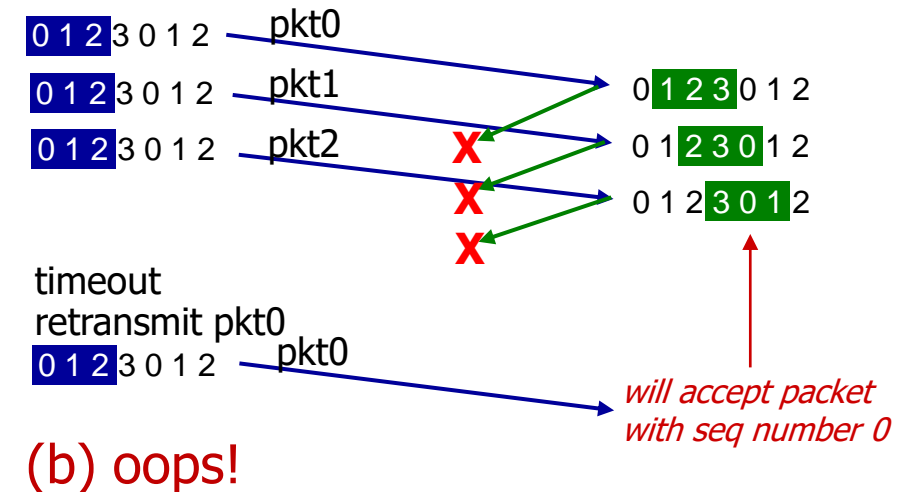 0 1 2 3 0 1 2 pkt0
0 1 2 3 0 1 2
0 1 2 3 0 1 2 pkt1
X 0 1 2 3 0 1 2
0 1 2 3 0 1 2 pkt2
X 0 1 2 3 0 1 2
X
timeout
retransmit pkt0
0 1 2 3 0 1 2 pkt0
will accept packet
with seq number 0
(b) oops!